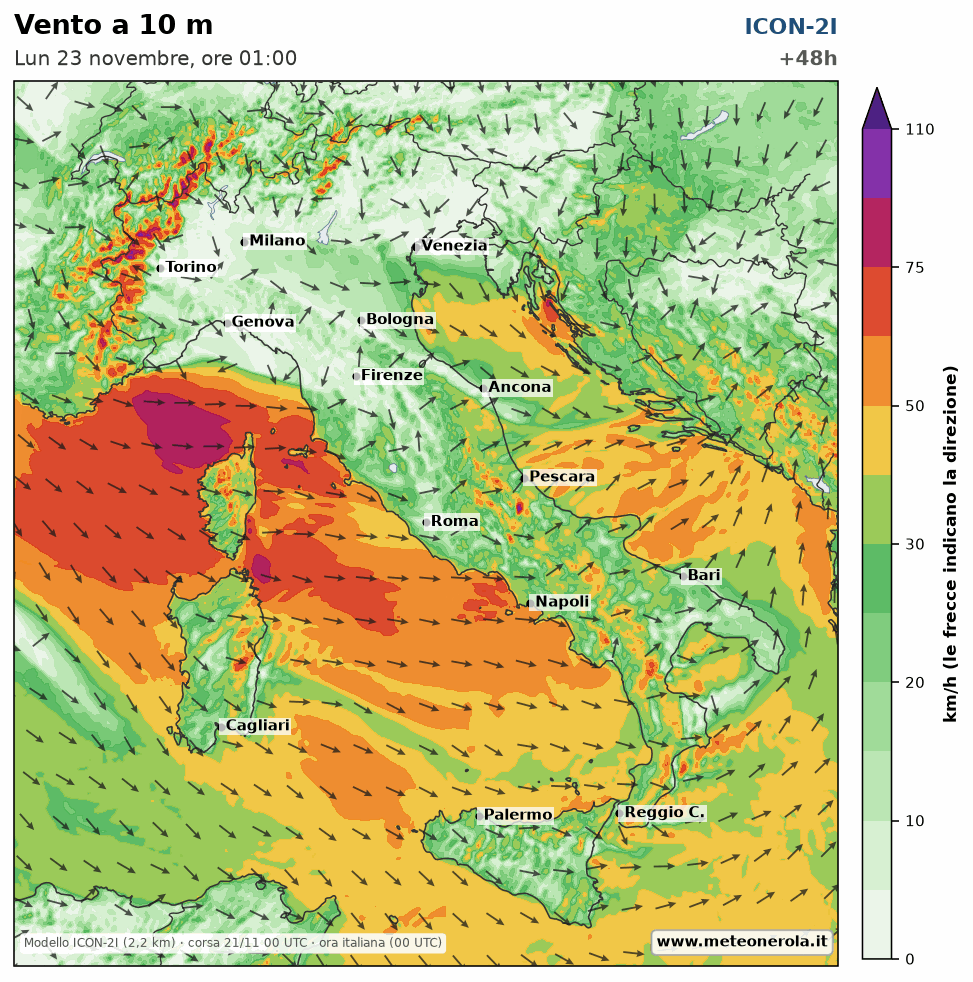 Vento a 10 m
ICON-2I
Lun 23 novembre, ore 01:00
+48h
110
75
50
30
20
10
0
km/h (le frecce indicano la direzione)
Milano
Venezia
Torino
Genova
Bologna
Firenze
Ancona
Pescara
Roma
Bari
Napoli
Cagliari
Palermo
Reggio C.
Modello ICON-2I (2,2 km) · corsa 21/11 00 UTC · ora italiana (00 UTC)
www.meteonerola.it